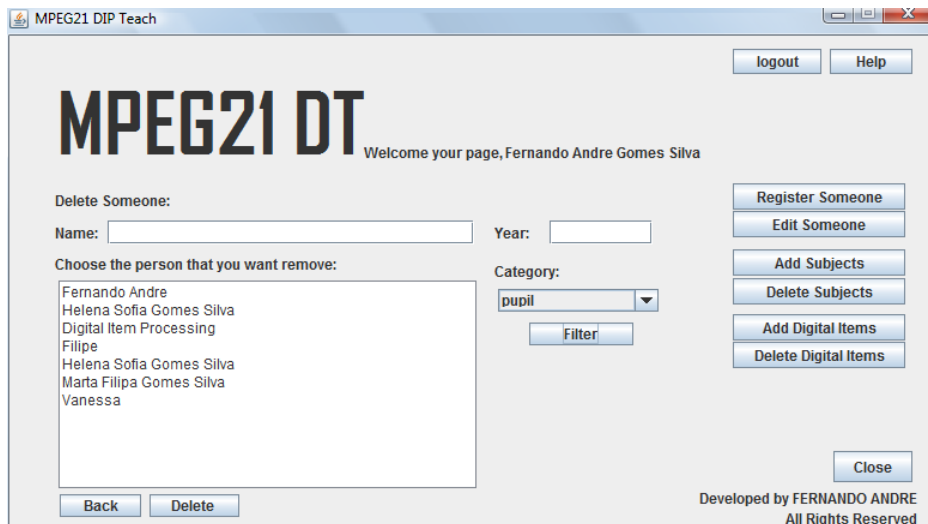 MPEG21 DIP Teach
logout Help
MPEG21 DT
Welcome your page, Fernando Andre Gomes Silva
Delete Someone:
Name:
Year:
Choose the person that you want remove:
Fernando Andre
Helena Sofia Gomes Silva
Digital Item Processing
Filipe
Helena Sofia Gomes Silva
Marta Filipa Gomes Silva
Vanessa
Category:
pupil
Filter
Register Someone
Edit Someone
Add Subjects
Delete Subjects
Add Digital Items
Delete Digital Items
Back Delete
Close
Developed by FERNANDO ANDRE
All Rights Reserved